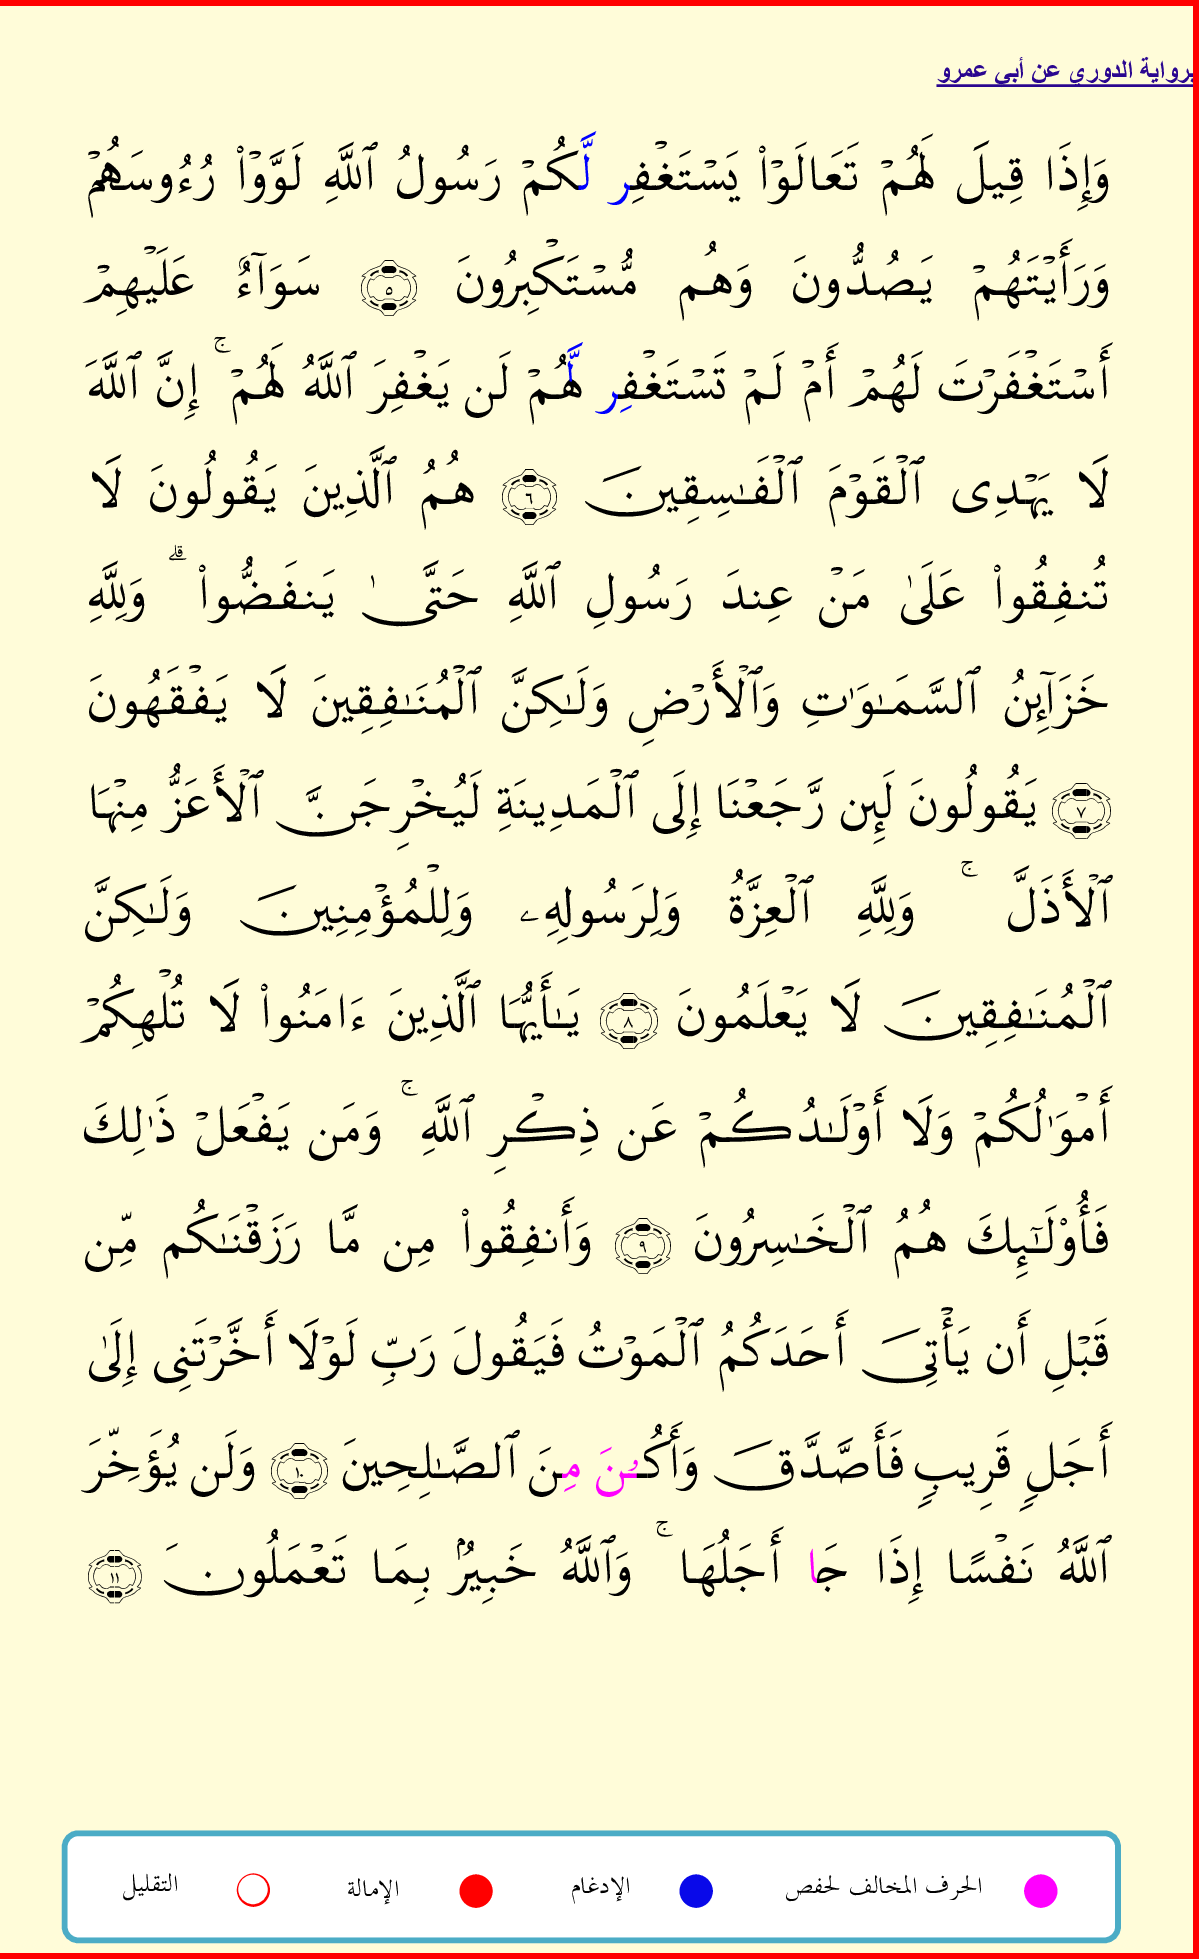 برواية الدوري عن أبي عمرو
وَإِذَا قِيلَ لَهُمۡ تَعَالَوۡاْ يَسۡتَغۡفِر لَّكُمۡ رَسُولُ ٱللَّهِ لَوَّوۡاْ رُءُوسَهُمۡ
وَرَأَيۡتَهُمۡ يَصُدُّونَ وَهُم مُّسۡتَكۡبِرُونَ ٥ سَوَآءٌ عَلَيۡهِمۡ
أَسۡتَغۡفَرۡتَ لَهُمۡ أَمۡ لَمۡ تَسۡتَغۡفِر لَّهُمۡ لَن يَغۡفِرَ ٱللَّهُ لَهُمۡۚ إِنَّ ٱللَّهَ
لَا يَهۡدِى ٱلۡقَوۡمَ ٱلۡفَـٰسِقِينَ ٦ هُمُ ٱلَّذِينَ يَقُولُونَ لَا
تُنفِقُواْ عَلَىٰ مَنۡ عِندَ رَسُولِ ٱللَّهِ حَتَّىٰ يَنفَضُّواْۗ وَلِلَّهِ
خَزَآئِنُ ٱلسَّمَـٰوَٰتِ وَٱلۡأَرۡضِ وَلَـٰكِنَّ ٱلۡمُنَـٰفِقِينَ لَا يَفۡقَهُونَ
٧ يَقُولُونَ لَئِن رَّجَعۡنَا إِلَى ٱلۡمَدِينَةِ لَيُخۡرِجَنَّ ٱلۡأَعَزُّ مِنۡهَا
ٱلۡأَذَلَّۚ وَلِلَّهِ ٱلۡعِزَّةُ وَلِرَسُولِهِۦ وَلِلۡمُؤۡمِنِينَ وَلَـٰكِنَّ
ٱلۡمُنَـٰفِقِينَ لَا يَعۡلَمُونَ ٨ يَـٰأَيُّهَا ٱلَّذِينَ ءَامَنُواْ لَا تُلۡهِكُمۡ
أَمۡوَٰلُكُمۡ وَلَا أَوۡلَـٰدُكُمۡ عَن ذِكۡرِ ٱللَّهِۚ وَمَن يَفۡعَلۡ ذَٰلِكَ
فَأُوْلَـٰٓئِكَ هُمُ ٱلۡخَـٰسِرُونَ ٩ وَأَنفِقُواْ مِن مَّا رَزَقۡنَـٰكُم مِّن
قَبۡلِ أَن يَأۡتِىَ أَحَدَكُمُ ٱلۡمَوۡتُ فَيَقُولَ رَبِّ لَوۡلَا أَخَّرۡتَنِى إِلَىٰ
أَجَلٍ قَرِيبٍ فَأَصَّدَّقَ وَأَكُـُنَ مِنَ ٱلصَّـٰلِحِينَ ١٠ وَلَن يُؤَخِّرَ
ٱللَّهُ نَفۡسًا إِذَا جَا أَجَلُهَاۚ وَٱللَّهُ خَبِيرُۢ بِمَا تَعۡمَلُونَ ١١
الحرف المخالف لحفص الإدغام الإمالة التقليل